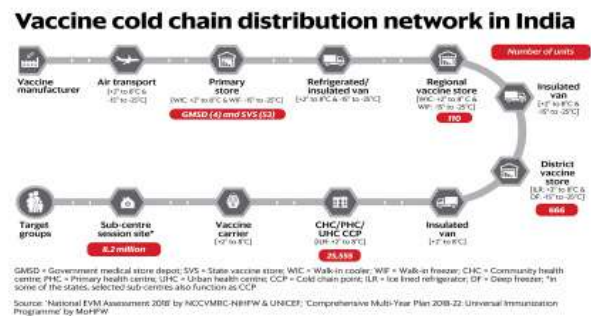 Vaccine cold chain distribution network in India
Number of units
Vaccine
manufacturer
Air transport
[+2° to 8°C &
-15° to -25°C]
Primary
store
[WIC: +2° to 8°C & WIF: -15° to -25°C]
GMSD (4) and SVS (53)
Refrigerated/
insulated van
[+2° to 8°C & -15° to -25°C]
Regional
vaccine store
[WIC: +2° to 8°C &
WIF: -15° to -25°C]
110
Insulated
van
[+2° to 8°C &
-15° to -25°C]
District
vaccine
store
[ILR: +2° to 8°C &
DF: -15° to -25°C]
666
Insulated
van
[+2° to 8°C]
CHC/PHC/
UHC CCP
[ILR: +2° to 8°C]
25,555
Vaccine
carrier
[+2° to 8°C]
Sub-centre
session site*
8.2 million
Target
groups
GMSD = Government medical store depot; SVS = State vaccine store; WIC = Walk-in cooler; WIF = Walk-in freezer; CHC = Community health
centre; PHC = Primary health centre; UHC = Urban health centre; CCP = Cold chain point; ILR = Ice lined refrigerator; DF = Deep freezer; *In
some of the states, selected sub-centres also function as CCP
Source: 'National EVM Assessment 2018' by NCCVMRC-NIHFW & UNICEF; 'Comprehensive Multi-Year Plan 2018-22: Universal Immunization
Programme' by MoHFW